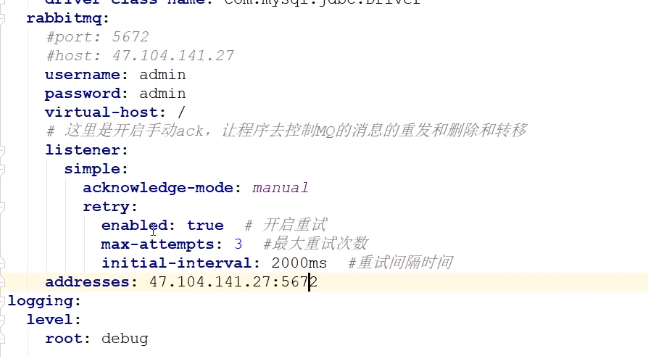 driver-class-name: com.mysql.jdbc.Driver
rabbitmq:
#port: 5672
#host: 47.104.141.27
username: admin
password: admin
virtual-host: /
# 这里是开启手动ack，让程序去控制MQ的消息的重发和删除和转移
listener:
simple:
acknowledge-mode: manual
retry:
enabled: true # 开启重试
max-attempts: 3 #最大重试次数
initial-interval: 2000ms #重试间隔时间
addresses: 47.104.141.27:5672
logging:
level:
root: debug